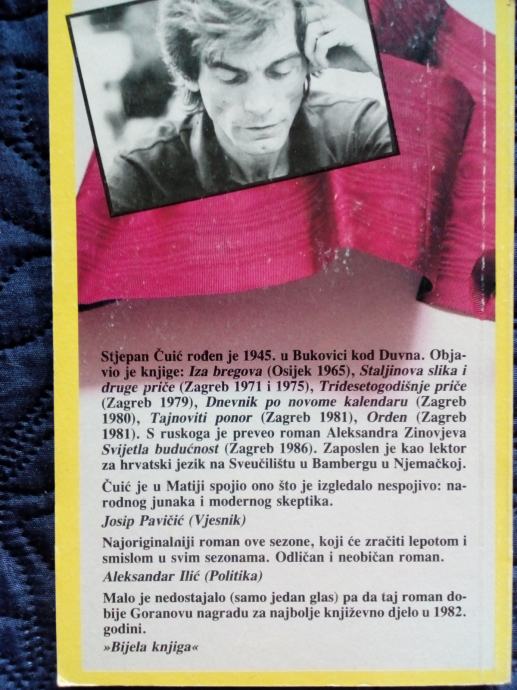 Stjepan Čuić rođen je 1945. u Bukovici kod Duvna. Obja-
vio je knjige: Iza bregova (Osijek 1965), Staljinova slika i
druge priče (Zagreb 1971 i 1975), Tridesetogodišnje priče
(Zagreb 1979), Dnevnik po novome kalendaru (Zagreb
1980), Tajnoviti ponor (Zagreb 1981), Orden (Zagreb
1981). S ruskoga je preveo roman Aleksandra Zinovjeva
Svijetla budućnost (Zagreb 1986). Zaposlen je kao lektor
za hrvatski jezik na Sveučilištu u Bambergu u Njemačkoj.
Čuić je u Matiji spojio ono što je izgledalo nespojivo: na-
rodnog junaka i modernog skeptika.
Josip Pavičić (Vjesnik)
Najoriginalniji roman ove sezone, koji će zračiti lepotom i
smislom u svim sezonama. Odličan i neobičan roman.
Aleksandar Ilić (Politika)
Malo je nedostajalo (samo jedan glas) pa da taj roman do-
bije Goranovu nagradu za najbolje književno djelo u 1982.
godini.
»Bijela knjiga«